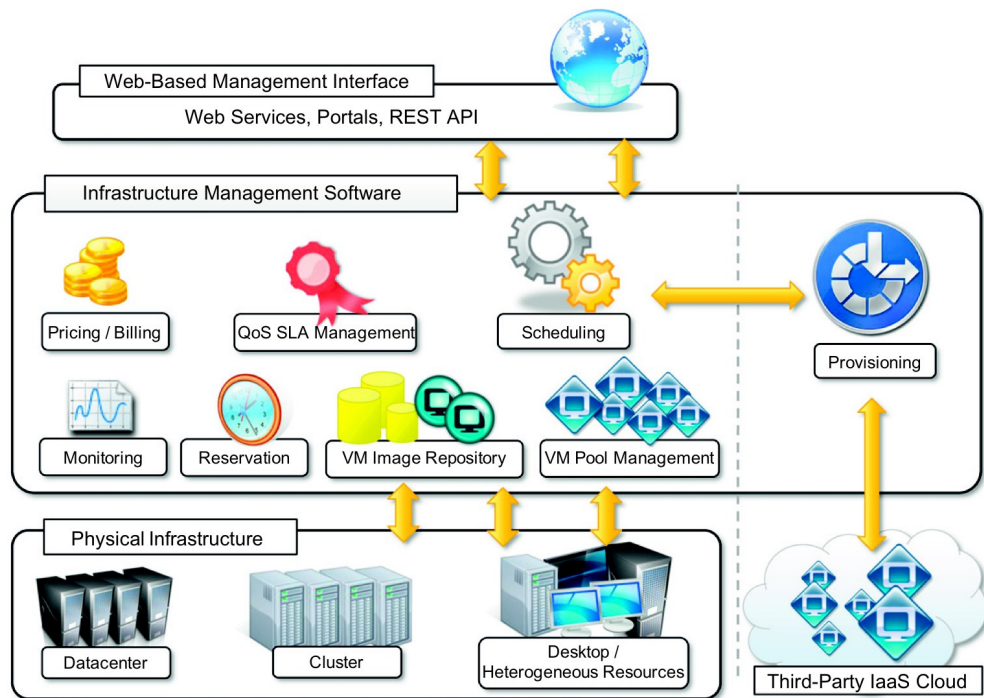 Web-Based Management Interface
Web Services, Portals, REST API
Infrastructure Management Software
Pricing / Billing
QoS SLA Management
Scheduling
Provisioning
Monitoring
Reservation
VM Image Repository
VM Pool Management
Physical Infrastructure
Datacenter
Cluster
Desktop /
Heterogeneous Resources
Third-Party IaaS Cloud